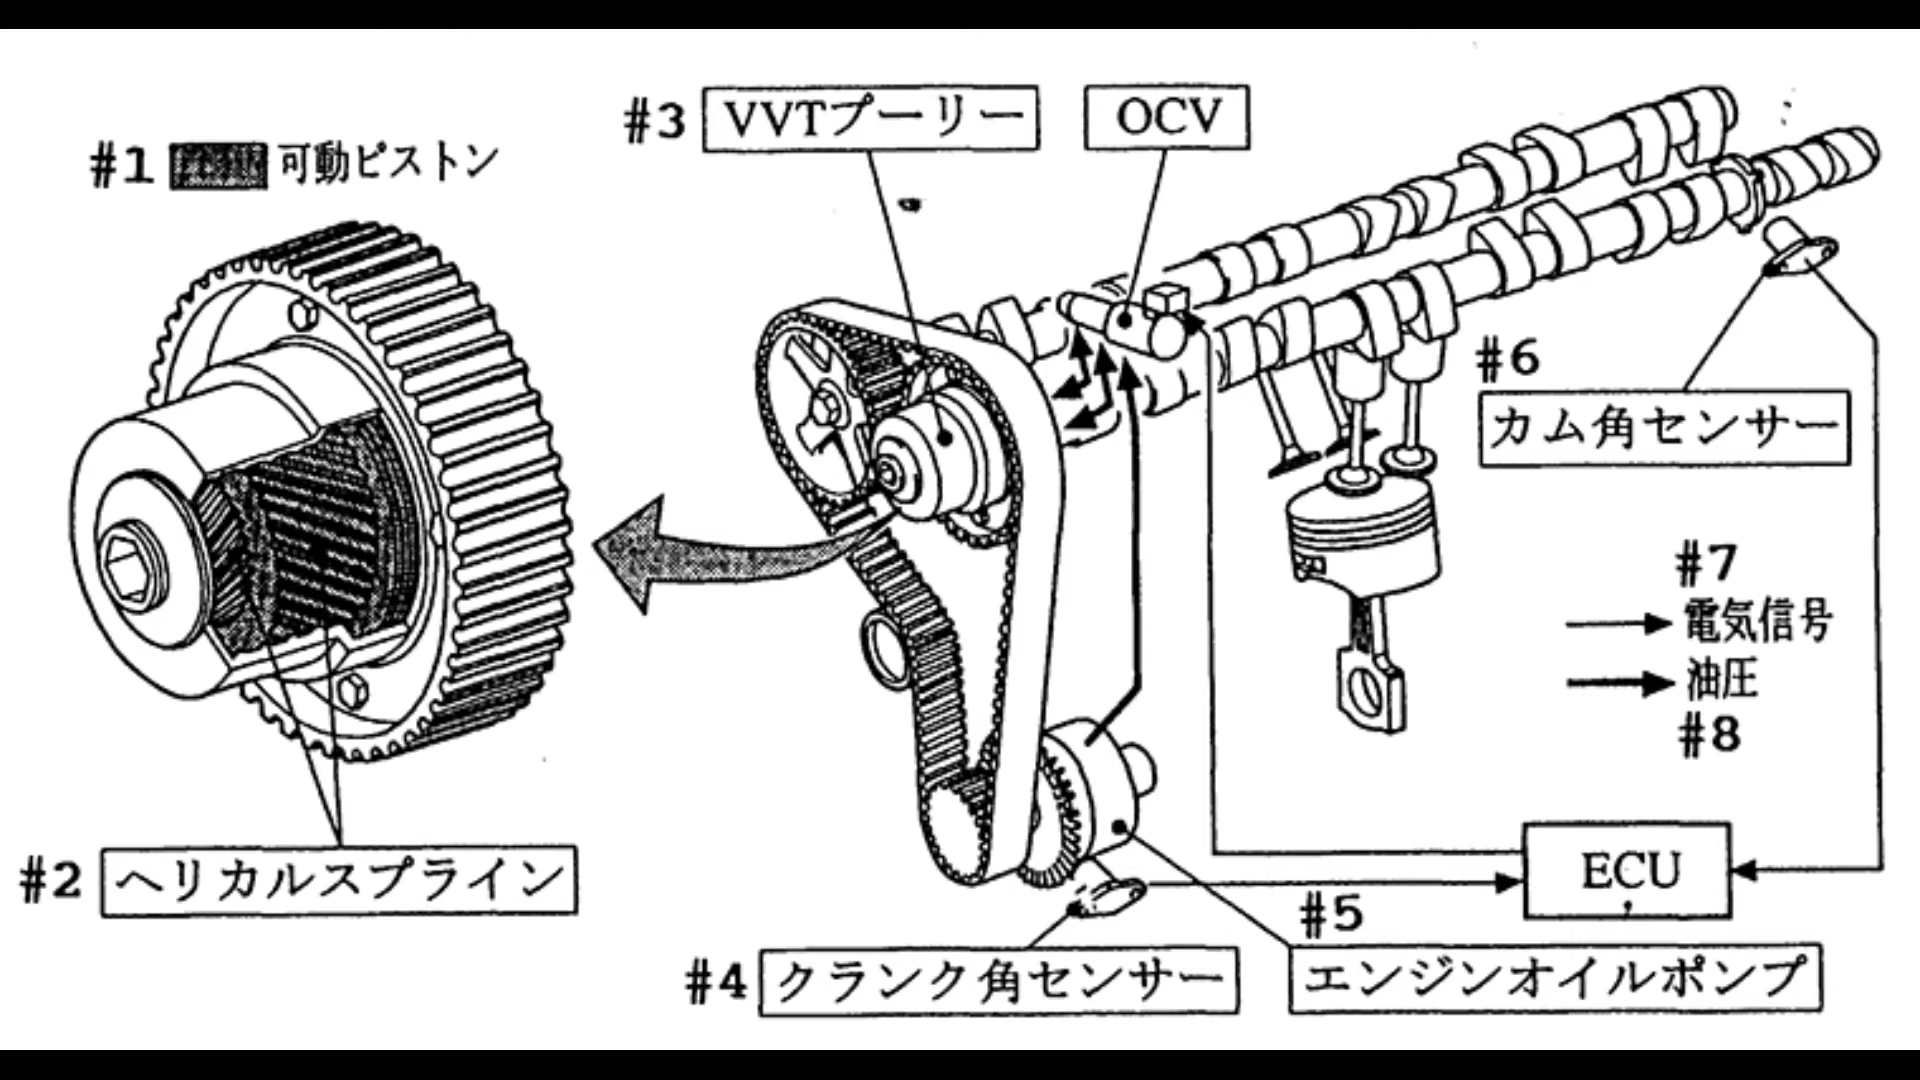 #3 VVTプーリー
OCV
#1 可動ピストン
#6
カム角センサー
#7
電気信号
油圧
#8
#2 ヘリカルスプライン
ECU
#5
エンジンオイルポンプ
#4 クランク角センサー